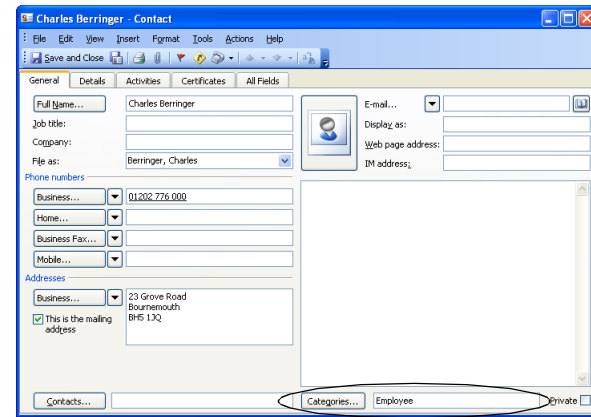 Charles Berringer - Contact
File Edit View Insert Format Tools Actions Help
Save and Close
General Details Activities Certificates All Fields
Full Name... Charles Berringer
Job title:
Company:
File as: Berringer, Charles
E-mail...
Display as:
Web page address:
IM address:
Phone numbers
Business... 01202 776 000
Home...
Business Fax...
Mobile...
Addresses
Business... 23 Grove Road
Bournemouth
BH5 1JQ
This is the mailing
address
Contacts... Categories... Employee Private